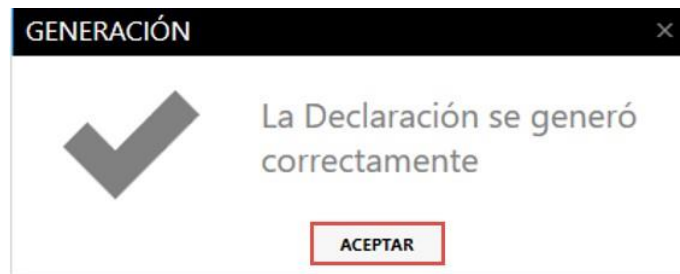 GENERACIÓN
La Declaración se generó
correctamente
ACEPTAR